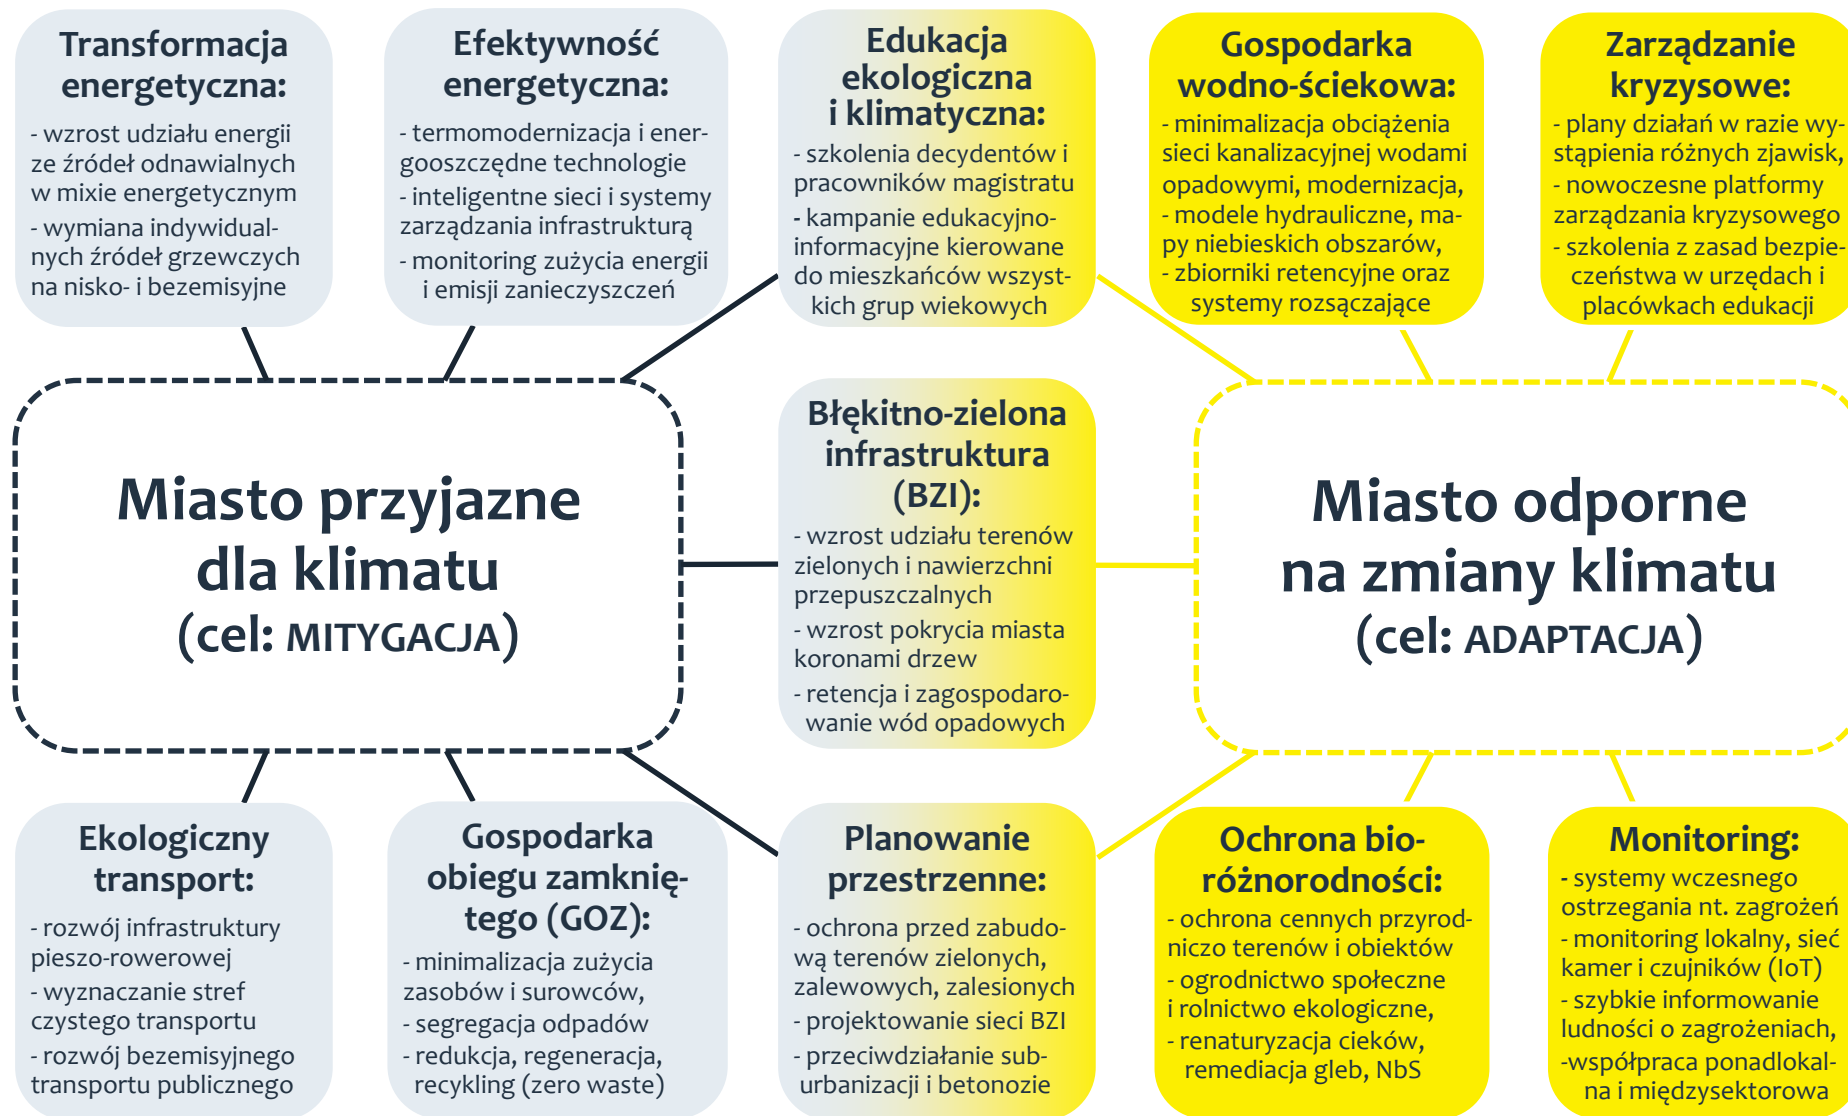 Transformacja
energetyczna:
- wzrost udziału energii
ze źródeł odnawialnych
w mixie energetycznym
- wymiana indywidual-
nych źródeł grzewczych
na nisko- i bezemisyjne
Efektywność
energetyczna:
- termomodernizacja i ener-
gooszczędne technologie
- inteligentne sieci i systemy
zarządzania infrastrukturą
- monitoring zużycia energii
i emisji zanieczyszczeń
Edukacja
ekologiczna
i klimatyczna:
- szkolenia decydentów i
pracowników magistratu
- kampanie edukacyjno-
informacyjne kierowane
do mieszkańców wszyst-
kich grup wiekowych
Gospodarka
wodno-ściekowa:
- minimalizacja obciążenia
sieci kanalizacyjnej wodami
opadowymi, modernizacja,
- modele hydrauliczne, ma-
py niebieskich obszarów,
- zbiorniki retencyjne oraz
systemy rozsączające
Zarządzanie
kryzysowe:
- plany działań w razie wy-
stąpienia różnych zjawisk,
- nowoczesne platformy
zarządzania kryzysowego
- szkolenia z zasad bezpie-
czeństwa w urzędach i
placówkach edukacji
Miasto przyjazne
dla klimatu
(cel: MITYGACJA)
Błękitno-zielona
infrastruktura
(BZI):
- wzrost udziału terenów
zielonych i nawierzchni
przepuszczalnych
- wzrost pokrycia miasta
koronami drzew
- retencja i zagospodaro-
wanie wód opadowych
Miasto odporne
na zmiany klimatu
(cel: ADAPTACJA)
Ekologiczny
transport:
- rozwój infrastruktury
pieszo-rowerowej
- wyznaczanie stref
czystego transportu
- rozwój bezemisyjnego
transportu publicznego
Gospodarka
obiegu zamknię-
tego (GOZ):
- minimalizacja zużycia
zasobów i surowców,
- segregacja odpadów
- redukcja, regeneracja,
recykling (zero waste)
Planowanie
przestrzenne:
- ochrona przed zabudo-
wą terenów zielonych,
zalewowych, zalesionych
- projektowanie sieci BZI
- przeciwdziałanie sub-
urbanizacji i betonozie
Ochrona bio-
różnorodności:
- ochrona cennych przyrod-
niczo terenów i obiektów
- ogrodnictwo społeczne
i rolnictwo ekologiczne,
- renaturyzacja cieków,
remediacja gleb, NbS
Monitoring:
- systemy wczesnego
ostrzegania nt. zagrożeń
- monitoring lokalny, sieć
kamer i czujników (IoT)
- szybkie informowanie
ludności o zagrożeniach,
-współpraca ponadlokal-
na i międzysektorowa